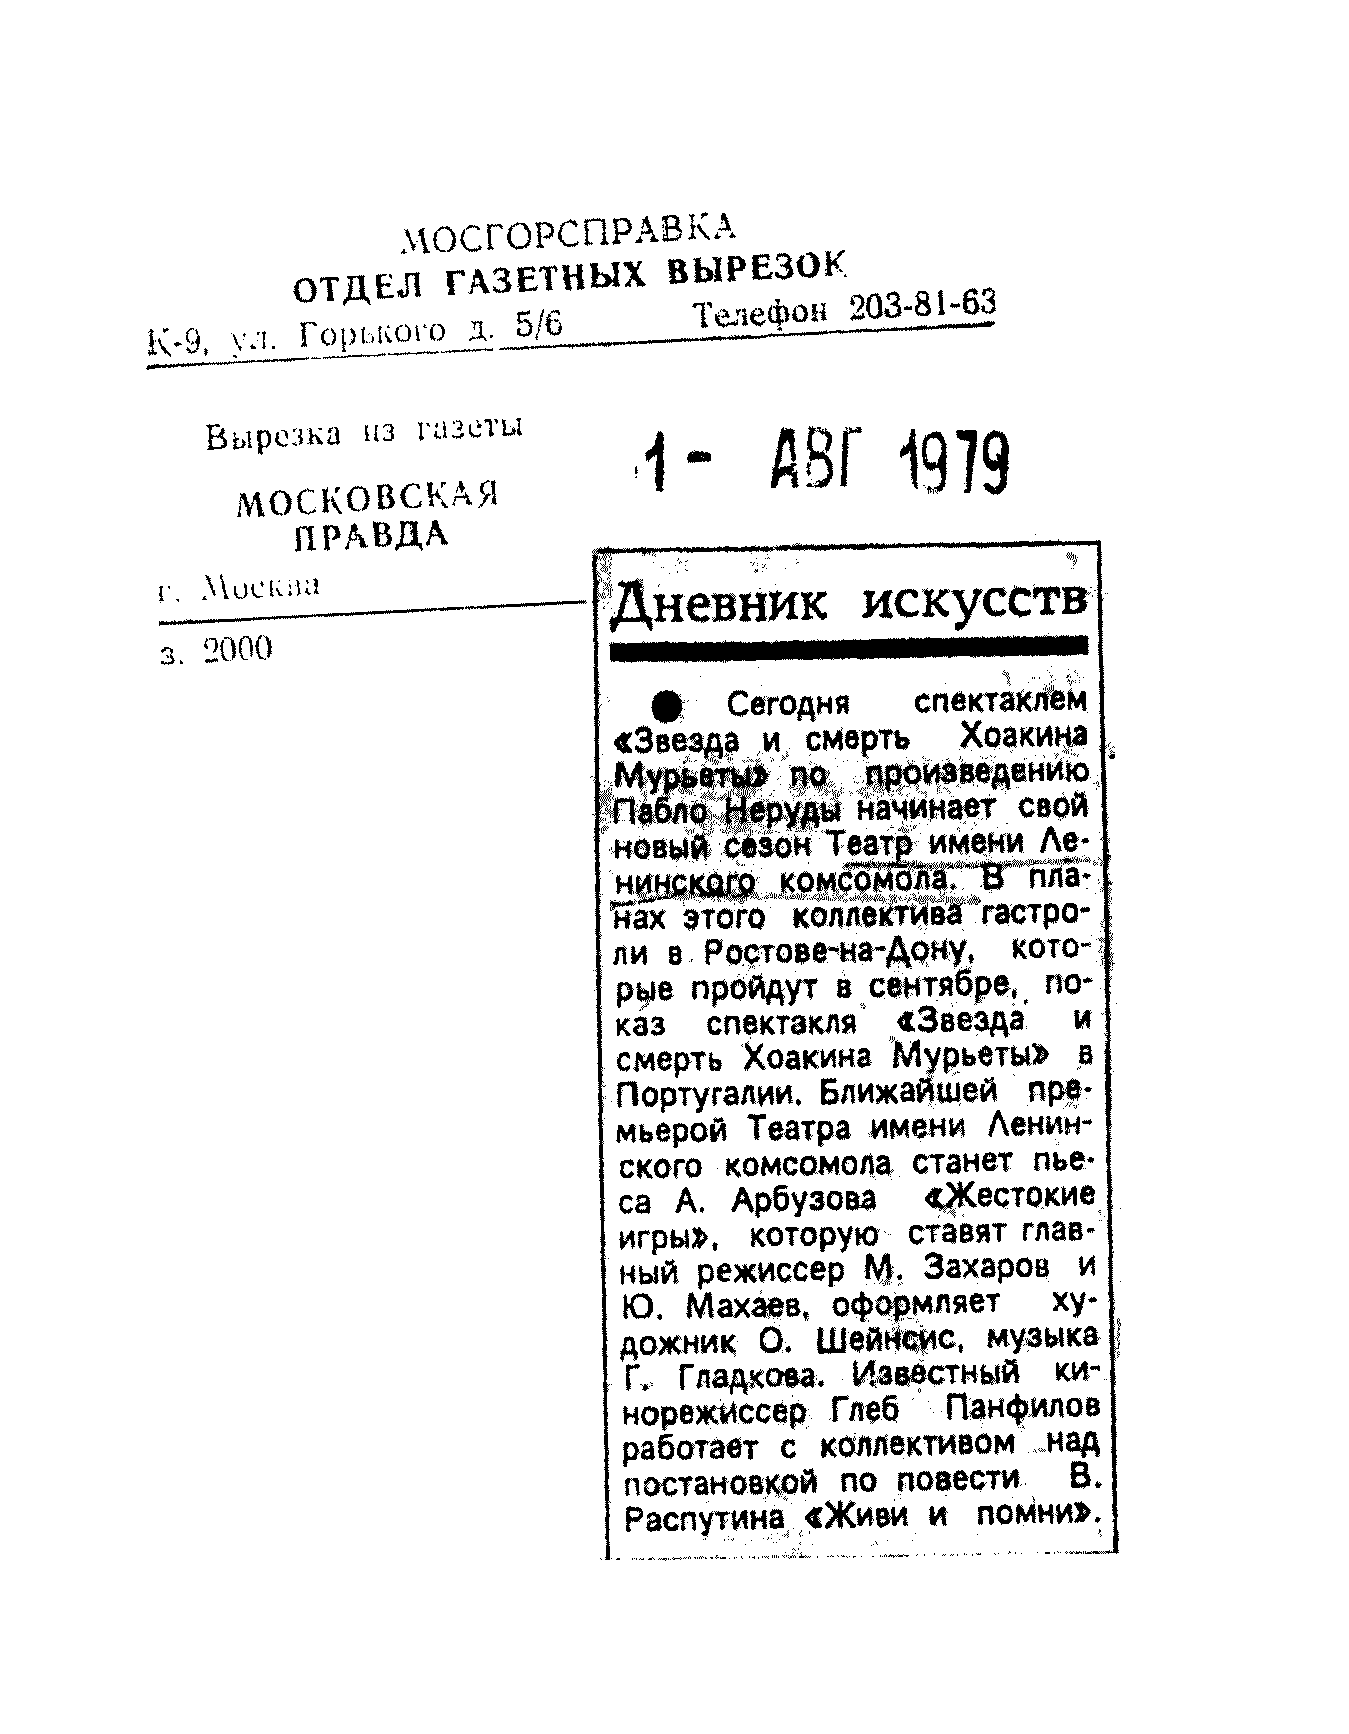 МОСГОРСПРАВКА
ОТДЕЛ ГАЗЕТНЫХ ВЫРЕЗОК
К-9, ул. Горького д. 5/6 Телефон 203-81-63
Вырезка из газеты
МОСКОВСКАЯ
ПРАВДА
г. Москва
з. 2000
1 - АВГ 1979
Дневник искусств
● Сегодня спектаклем
«Звезда и смерть Хоакина
Мурьеты» по произведению
Пабло Неруды начинает свой
новый сезон Театр имени Ле-
нинского комсомола. В пла-
нах этого коллектива гастро-
ли в Ростове-на-Дону, кото-
рые пройдут в сентябре, по-
каз спектакля «Звезда и
смерть Хоакина Мурьеты» в
Португалии. Ближайшей пре-
мьерой Театра имени Ленин-
ского комсомола станет пье-
са А. Арбузова «Жестокие
игры», которую ставят глав-
ный режиссер М. Захаров и
Ю. Махаев, оформляет ху-
дожник О. Шейнсис, музыка
Г. Гладкова. Известный ки-
норежиссер Глеб Панфилов
работает с коллективом над
постановкой по повести В.
Распутина «Живи и помни».